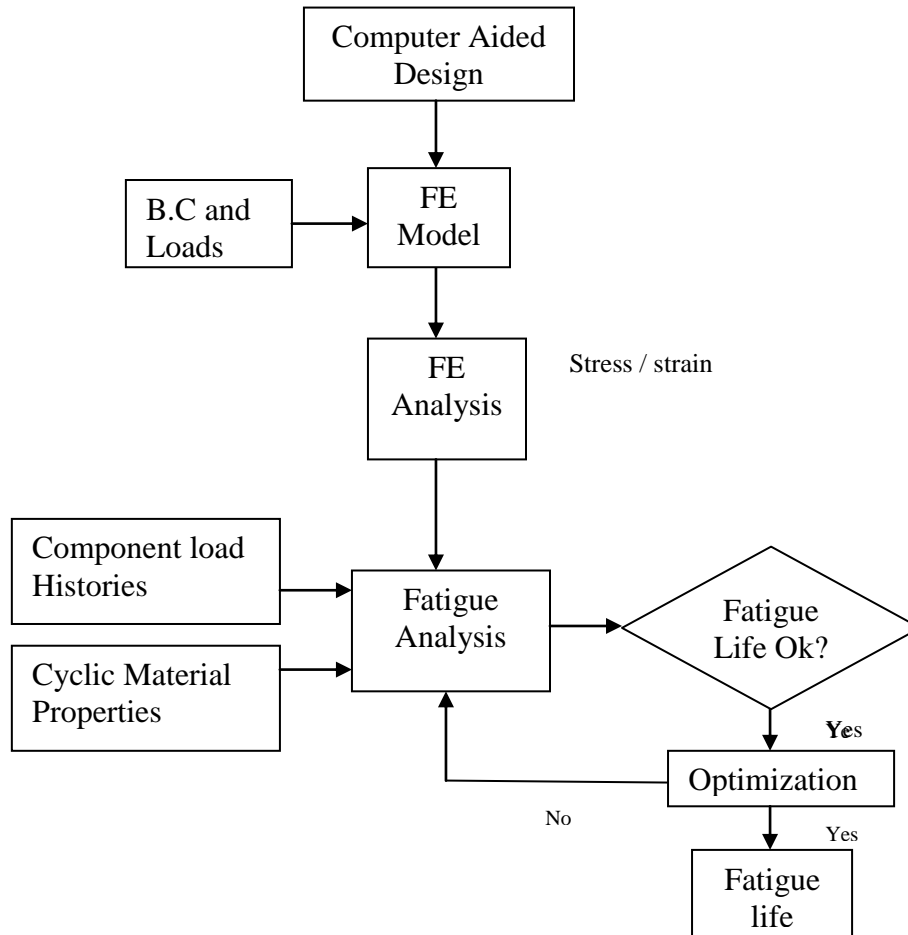 Computer Aided
Design
B.C and
Loads
FE
Model
FE
Analysis
Stress / strain
Component load
Histories
Cyclic Material
Properties
Fatigue
Analysis
Fatigue
Life Ok?
Yes
Optimization
No
Yes
Fatigue
life